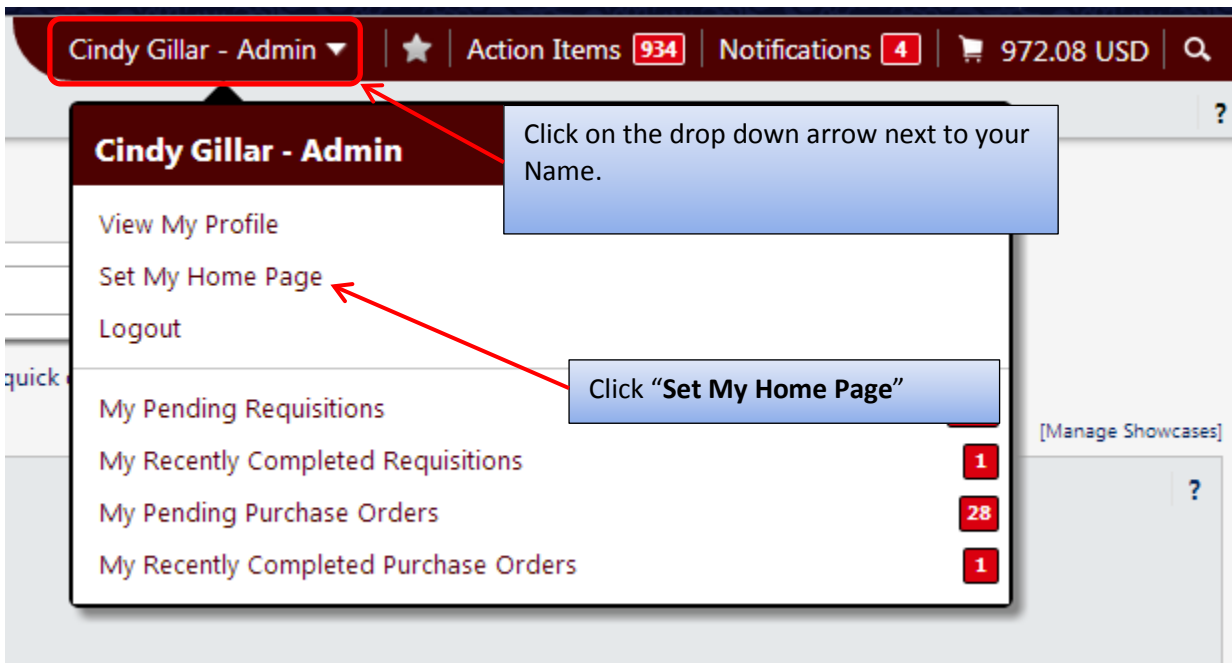 Cindy Gillar - Admin ▼ | ★ | Action Items 934 | Notifications 4 | 972.08 USD
?
Cindy Gillar - Admin
Click on the drop down arrow next to your
Name.
View My Profile
Set My Home Page
Logout
quick
Click “Set My Home Page”
My Pending Requisitions
[Manage Showcases]
My Recently Completed Requisitions 1
?
My Pending Purchase Orders 28
My Recently Completed Purchase Orders 1